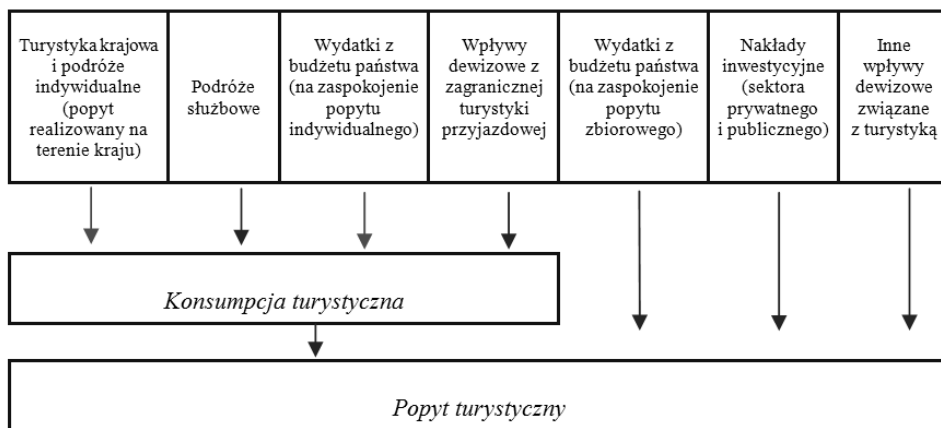 Turystyka krajowa
i podróże
indywidualne
(popyt
realizowany na
terenie kraju)
Podróże
służbowe
Wydatki z
budżetu państwa
(na zaspokojenie
popytu
indywidualnego)
Wpływy
dewizowe z
zagranicznej
turystyki
przyjazdowej
Wydatki z
budżetu państwa
(na zaspokojenie
popytu
zbiorowego)
Nakłady
inwestycyjne
(sektora
prywatnego
i publicznego)
Inne
wpływy
dewizowe
związane
z turystyką
Konsumpcja turystyczna
Popyt turystyczny